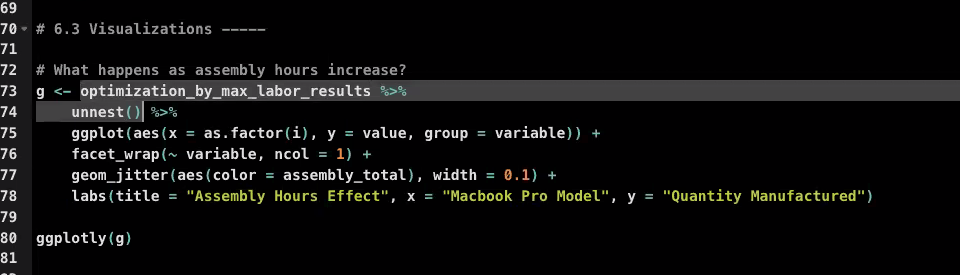 69
70 # 6.3 Visualizations -----
71
72 # What happens as assembly hours increase?
73 g <- optimization_by_max_labor_results %>%
74     unnest() %>%
75     ggplot(aes(x = as.factor(i), y = value, group = variable)) +
76     facet_wrap(~ variable, ncol = 1) +
77     geom_jitter(aes(color = assembly_total), width = 0.1) +
78     labs(title = "Assembly Hours Effect", x = "Macbook Pro Model", y = "Quantity Manufactured")
79
80 ggplotly(g)
81